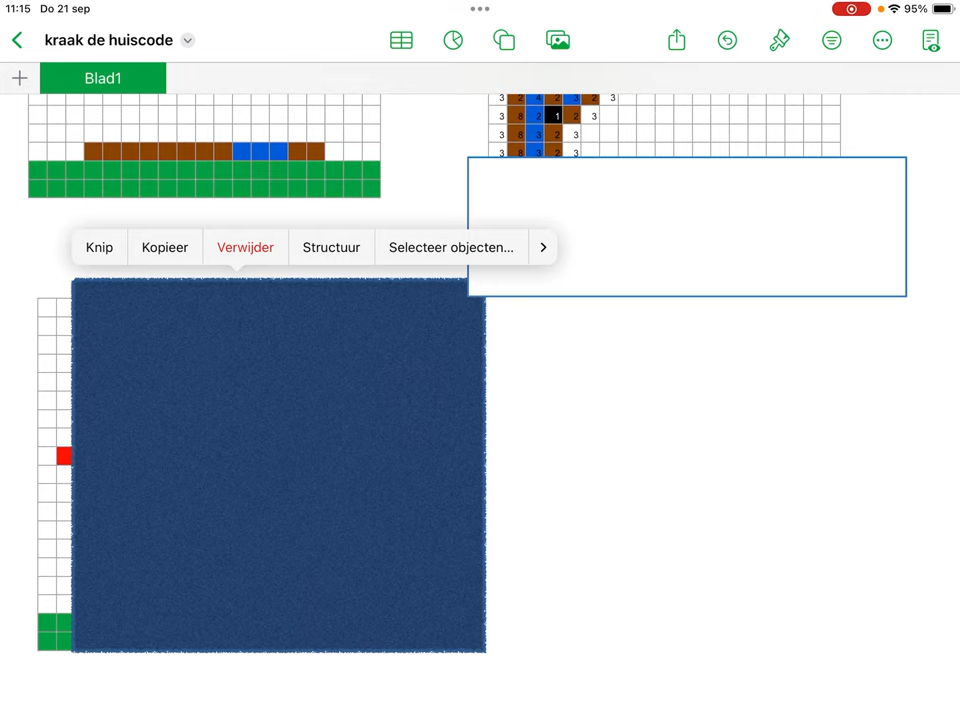 11:15 Do 21 sep 95%
kraak de huiscode
Blad1
3 2 4 2 3 2 3
3 8 2 1 2 3
3 8 3 2 3
3 8 3 2 3
Knip Kopieer Verwijder Structuur Selecteer objecten...